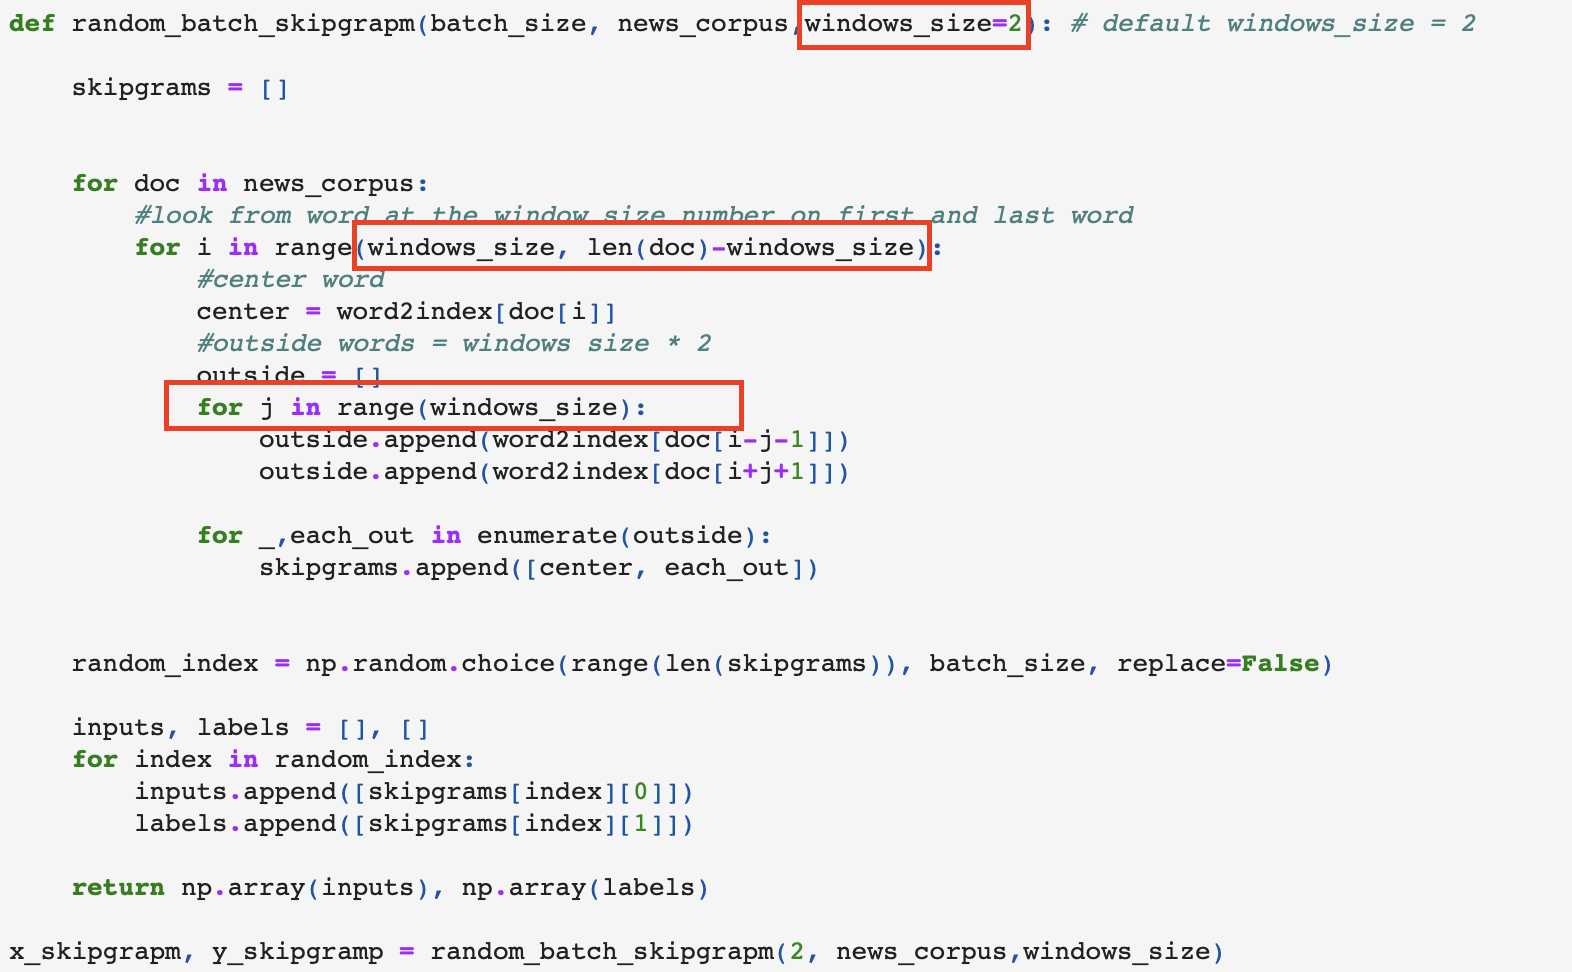 def random_batch_skipgrapm(batch_size, news_corpus,windows_size=2): # default windows_size = 2
    skipgrams = []
    for doc in news_corpus:
        #look from word at the window size number on first and last word
        for i in range(windows_size, len(doc)-windows_size):
            #center word
            center = word2index[doc[i]]
            #outside words = windows size * 2
            outside = []
            for j in range(windows_size):
                outside.append(word2index[doc[i-j-1]])
                outside.append(word2index[doc[i+j+1]])
            for _,each_out in enumerate(outside):
                skipgrams.append([center, each_out])
    random_index = np.random.choice(range(len(skipgrams)), batch_size, replace=False)
    inputs, labels = [], []
    for index in random_index:
        inputs.append([skipgrams[index][0]])
        labels.append([skipgrams[index][1]])
    return np.array(inputs), np.array(labels)
x_skipgrapm, y_skipgramp = random_batch_skipgrapm(2, news_corpus,windows_size)